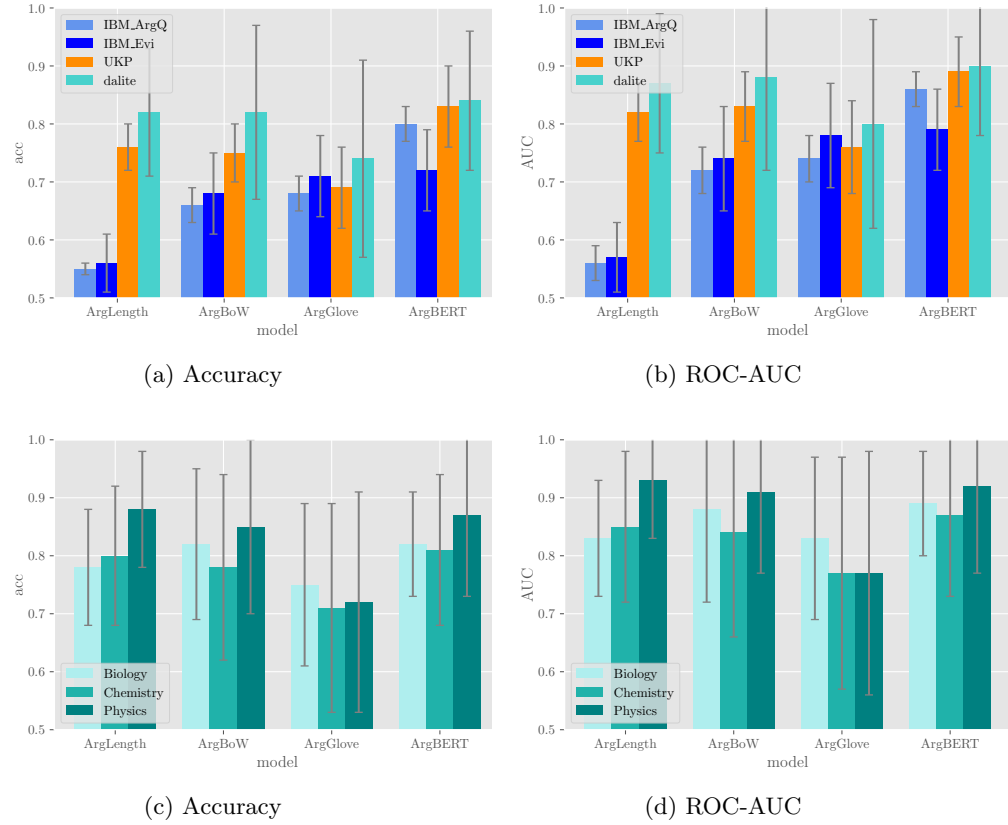 1.0
0.9
0.8
0.7
0.6
0.5
acc
IBM_ArgQ
IBM_Evi
UKP
dalite
ArgLength ArgBoW ArgGlove ArgBERT
model
(a) Accuracy
1.0
0.9
0.8
0.7
0.6
0.5
AUC
IBM_ArgQ
IBM_Evi
UKP
dalite
ArgLength ArgBoW ArgGlove ArgBERT
model
(b) ROC-AUC
1.0
0.9
0.8
0.7
0.6
0.5
acc
Biology
Chemistry
Physics
ArgLength ArgBoW ArgGlove ArgBERT
model
(c) Accuracy
1.0
0.9
0.8
0.7
0.6
0.5
AUC
Biology
Chemistry
Physics
ArgLength ArgBoW ArgGlove ArgBERT
model
(d) ROC-AUC